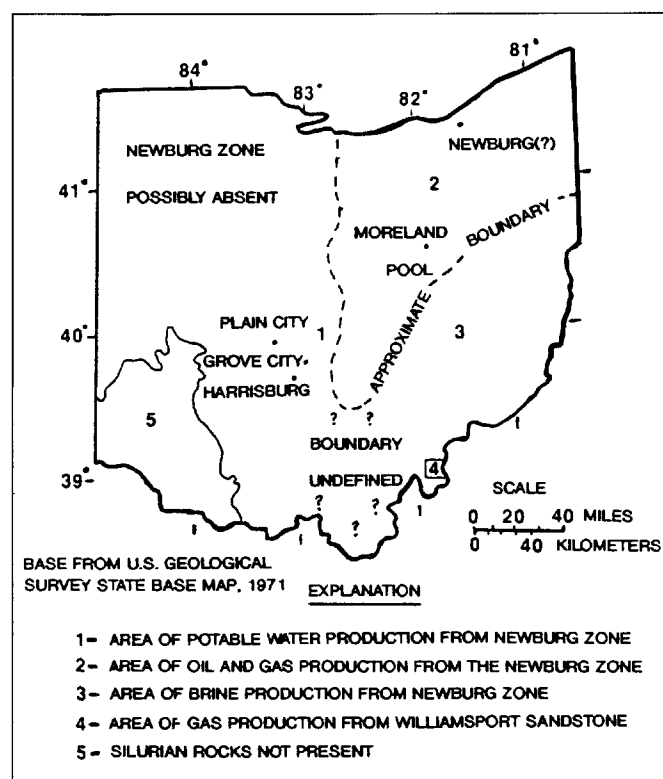 84°
83°
82°
81°
NEWBURG ZONE
NEWBURG(?)
41°
POSSIBLY ABSENT
2
MORELAND
BOUNDARY
POOL
PLAIN CITY
40°
1
APPROXIMATE
3
GROVE CITY
HARRISBURG
5
? ?
BOUNDARY
39°
UNDEFINED
4
SCALE
? ? ?
0 20 40 MILES
0 40 KILOMETERS
BASE FROM U.S. GEOLOGICAL
SURVEY STATE BASE MAP, 1971
EXPLANATION
1- AREA OF POTABLE WATER PRODUCTION FROM NEWBURG ZONE
2- AREA OF OIL AND GAS PRODUCTION FROM THE NEWBURG ZONE
3- AREA OF BRINE PRODUCTION FROM NEWBURG ZONE
4- AREA OF GAS PRODUCTION FROM WILLIAMSPORT SANDSTONE
5- SILURIAN ROCKS NOT PRESENT